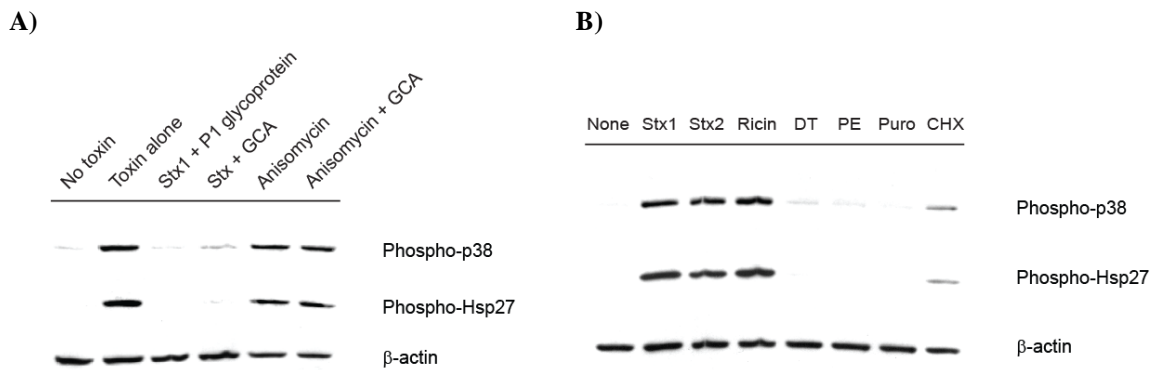 A)
No toxin
Toxin alone
Stx1 + P1 glycoprotein
Stx + GCA
Anisomycin
Anisomycin + GCA
Phospho-p38
Phospho-Hsp27
β-actin
B)
None Stx1 Stx2 Ricin DT PE Puro CHX
Phospho-p38
Phospho-Hsp27
β-actin